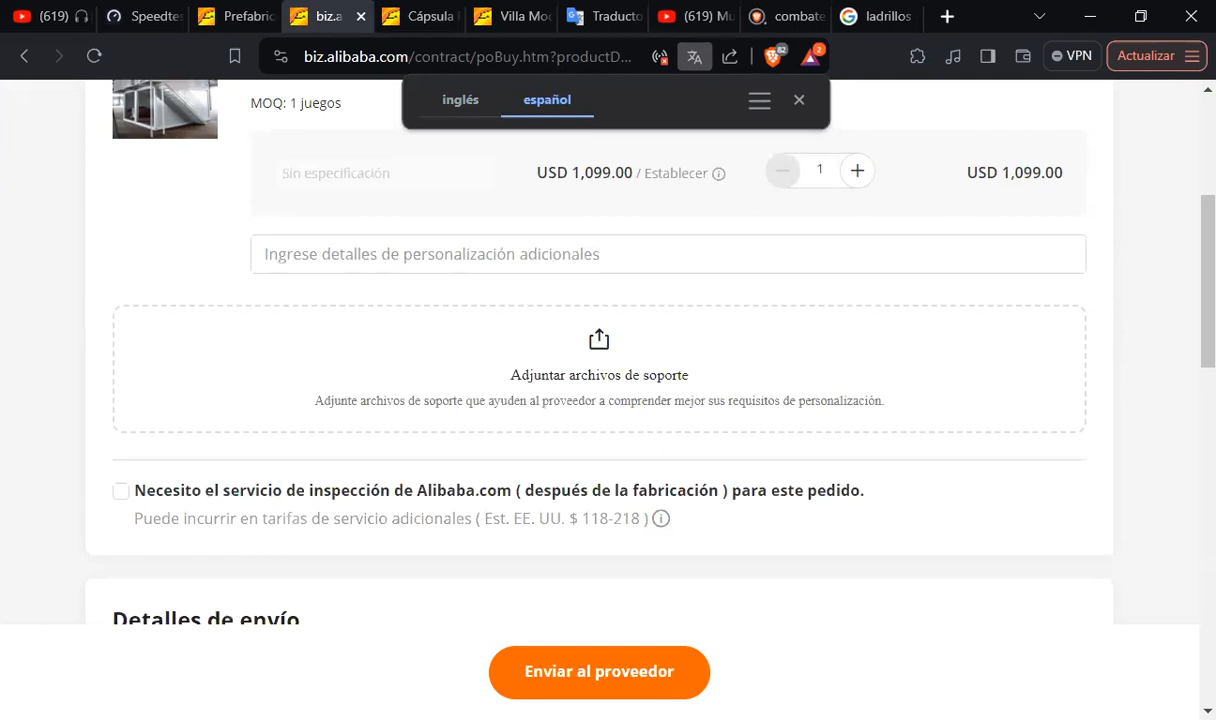 (619)
Speedtes
Prefabric
biz.a
Cápsula
Villa Mod
Traducto
(619) Mu
combate
ladrillos
biz.alibaba.com/contract/poBuy.htm?productD...
82
2
VPN
Actualizar
inglés
español
MOQ: 1 juegos
Sin especificación
USD 1,099.00 / Establecer
1
USD 1,099.00
Ingrese detalles de personalización adicionales
Adjuntar archivos de soporte
Adjunte archivos de soporte que ayuden al proveedor a comprender mejor sus requisitos de personalización.
Necesito el servicio de inspección de Alibaba.com ( después de la fabricación ) para este pedido.
Puede incurrir en tarifas de servicio adicionales ( Est. EE. UU. $ 118-218 )
Detalles de envío
Enviar al proveedor